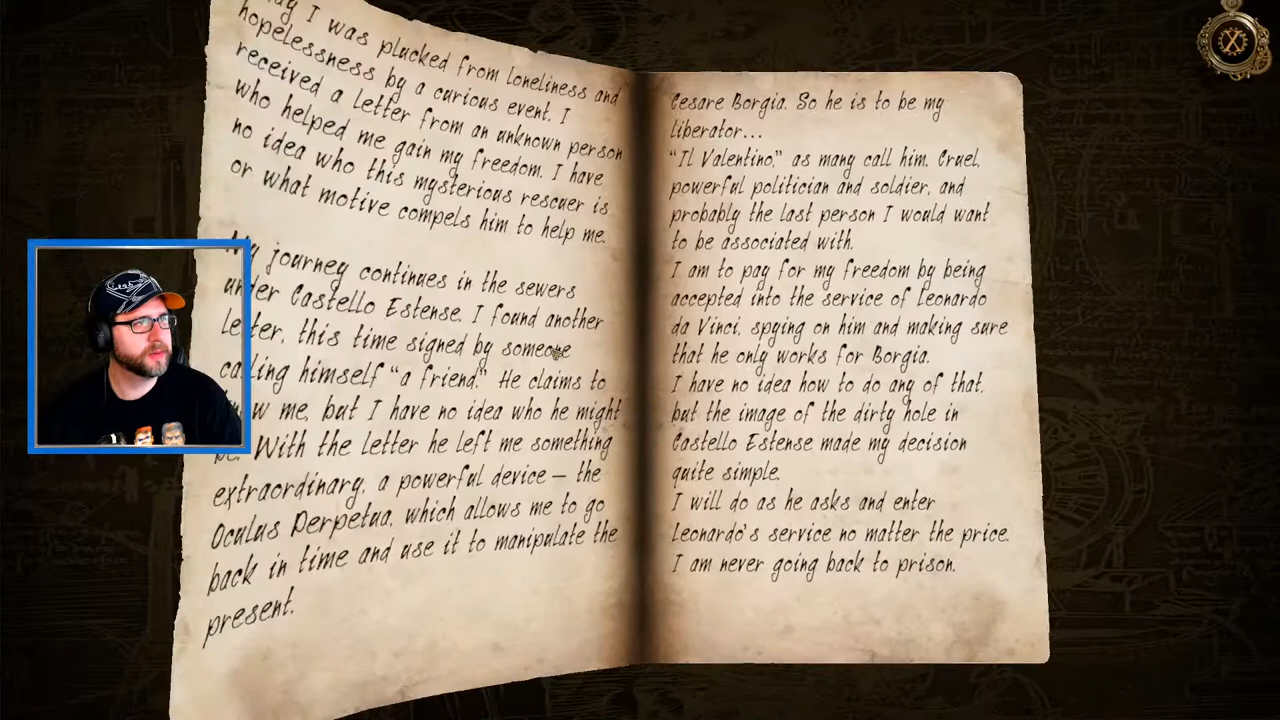 I was plucked from loneliness and
hopelessness by a curious event. I
received a letter from an unknown person
who helped me gain my freedom. I have
no idea who this mysterious rescuer is
or what motive compels him to help me.
My journey continues in the sewers
under Castello Estense. I found another
letter, this time signed by someone
calling himself “a friend.” He claims to
me, but I have no idea who he might
be. With the letter he left me something
extraordinary, a powerful device – the
Oculus Perpetua, which allows me to go
back in time and use it to manipulate the
present.
Cesare Borgia. So he is to be my
liberator...
“Il Valentino,” as many call him. Cruel,
powerful politician and soldier, and
probably the last person I would want
to be associated with.
I am to pay for my freedom by being
accepted into the service of Leonardo
da Vinci, spying on him and making sure
that he only works for Borgia.
I have no idea how to do any of that,
but the image of the dirty hole in
Castello Estense made my decision
quite simple.
I will do as he asks and enter
Leonardo's service no matter the price.
I am never going back to prison.